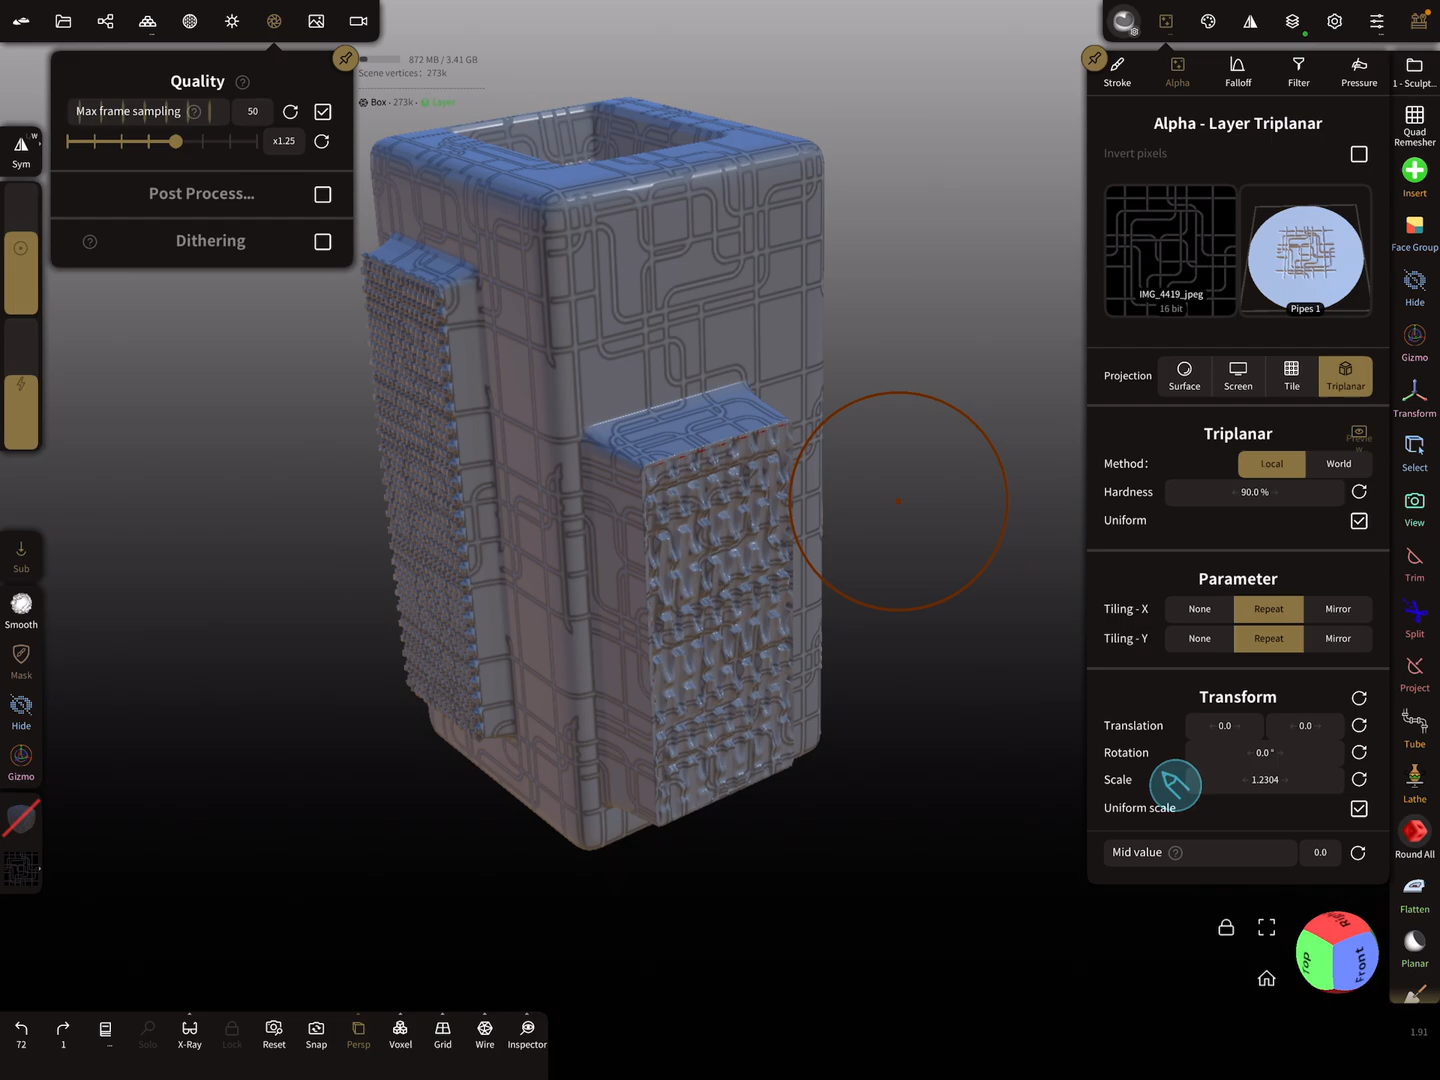 Quality
Max frame sampling
50
x1.25
Post Process...
Dithering
872 MB / 3.41 GB
Scene vertices: 273k
Box · 273k · Layer
Sym
Sub
Smooth
Mask
Hide
Gizmo
Stroke
Alpha
Falloff
Filter
Pressure
Alpha - Layer Triplanar
Invert pixels
IMG_4419_jpeg
16 bit
Pipes 1
Projection
Surface
Screen
Tile
Triplanar
Triplanar
Method:
Local
World
Hardness
90.0 %
Uniform
Parameter
Tiling - X
None
Repeat
Mirror
Tiling - Y
None
Repeat
Mirror
Transform
Translation
0.0
0.0
Rotation
0.0 °
Scale
1.2304
Uniform scale
Mid value
0.0
1 - Sculpt...
Quad
Remesher
Insert
Face Group
Hide
Gizmo
Transform
Select
View
Trim
Split
Project
Tube
Lathe
Round All
Flatten
Planar
Right
Top
Front
72
1
...
Solo
X-Ray
Lock
Reset
Snap
Persp
Voxel
Grid
Wire
Inspector
1.91